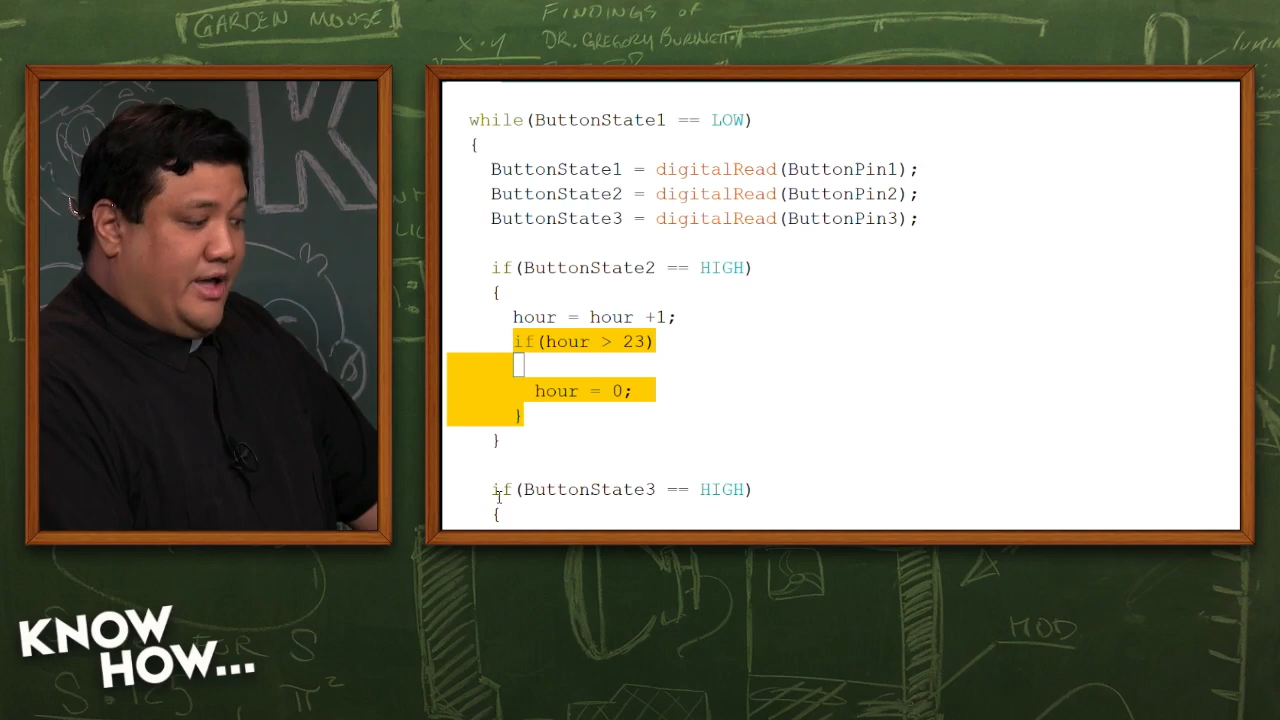 GARDEN MOUSE
FINDINGS OF
DR. GREGORY BURNETT
X·Y
K
while(ButtonState1 == LOW)
{
ButtonState1 = digitalRead(ButtonPin1);
ButtonState2 = digitalRead(ButtonPin2);
ButtonState3 = digitalRead(ButtonPin3);
if(ButtonState2 == HIGH)
{
hour = hour +1;
if(hour > 23)
hour = 0;
}
}
if(ButtonState3 == HIGH)
{
KNOW
HOW...
MOD
π²